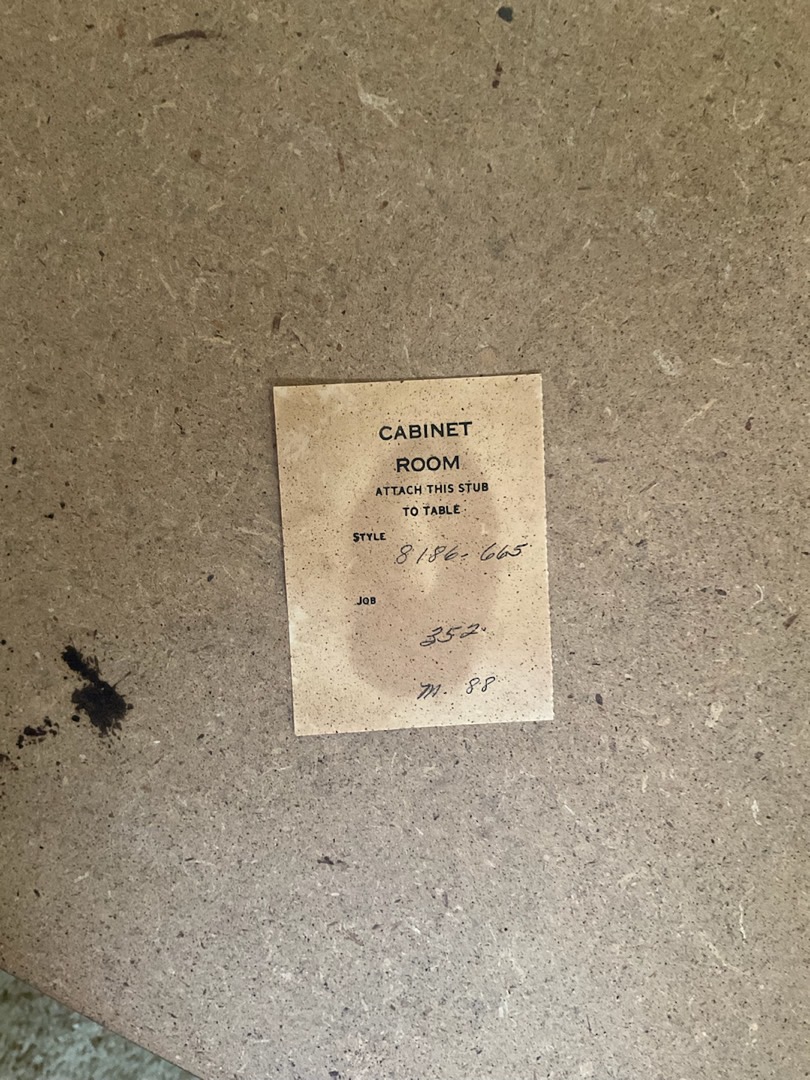 CABINET
ROOM
ATTACH THIS STUB
TO TABLE
STYLE
8186-665
JOB
352
M. 88